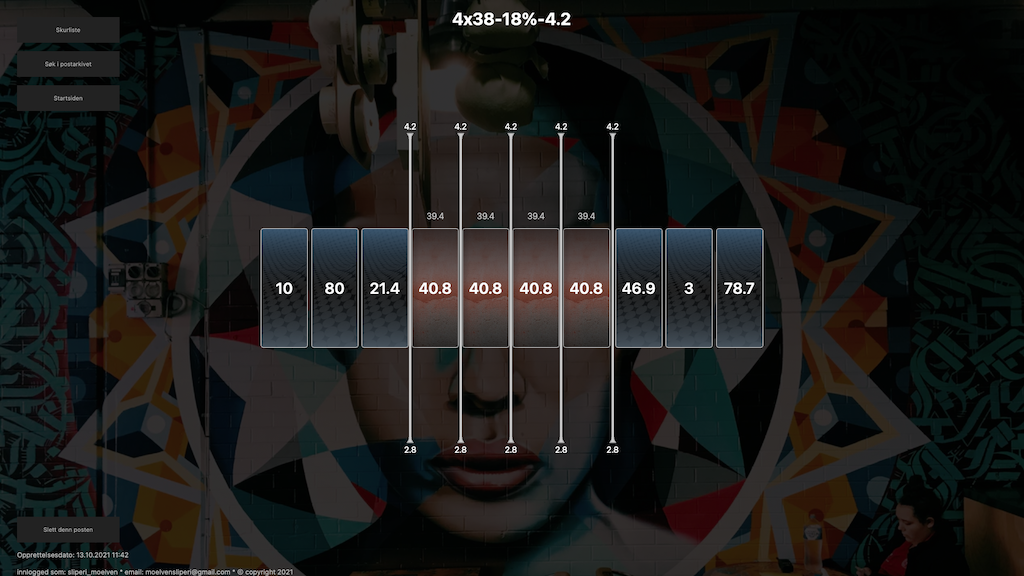 4x38-18%-4.2
Skurliste
Søk i postarkivet
Startsiden
4.2 4.2 4.2 4.2 4.2
39.4 39.4 39.4 39.4
10 80 21.4 40.8 40.8 40.8 40.8 46.9 3 78.7
2.8 2.8 2.8 2.8 2.8
Slett denn posten
Opprettelsesdato: 13.10.2021 11:42
innlogged som: sliperi_moelven * email: moelvensliperi@gmail.com * © copyright 2021